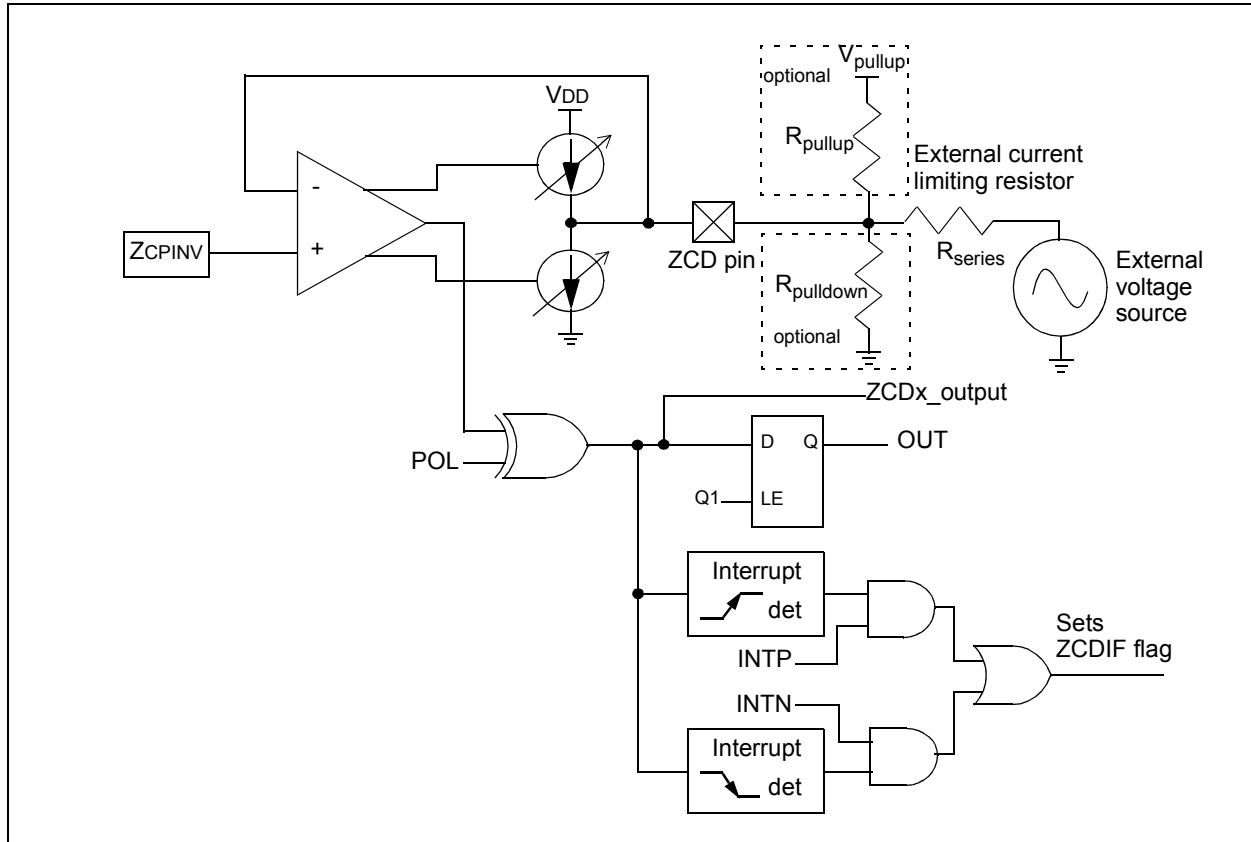 optional
Vpullup
VDD
Rpullup
External current
limiting resistor
-
+
ZCPINV
ZCD pin
Rseries
Rpulldown
optional
External
voltage
source
ZCDx_output
POL
D
Q
OUT
Q1
LE
Interrupt
det
INTP
Sets
ZCDIF flag
INTN
Interrupt
det